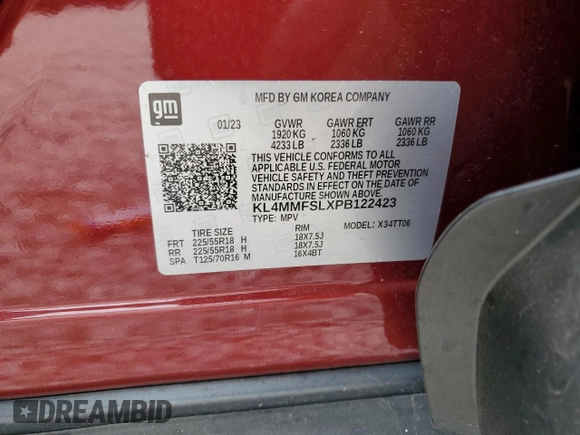 gm
MFD BY GM KOREA COMPANY
01/23 GVWR GAWR FRT GAWR RR
1920 KG 1060 KG 1060 KG
4233 LB 2336 LB 2336 LB
THIS VEHICLE CONFORMS TO ALL
APPLICABLE U.S. FEDERAL MOTOR
VEHICLE SAFETY AND THEFT PREVENTION
STANDARDS IN EFFECT ON THE DATE OF
MANUFACTURE SHOWN ABOVE.
KL4MMFSLXPB122423
TYPE: MPV MODEL: X34TT06
TIRE SIZE RIM
FRT 225/55R18 H 18X7.5J
RR 225/55R18 H 18X7.5J
SPA T125/70R16 M 16X4BT
DREAMBID